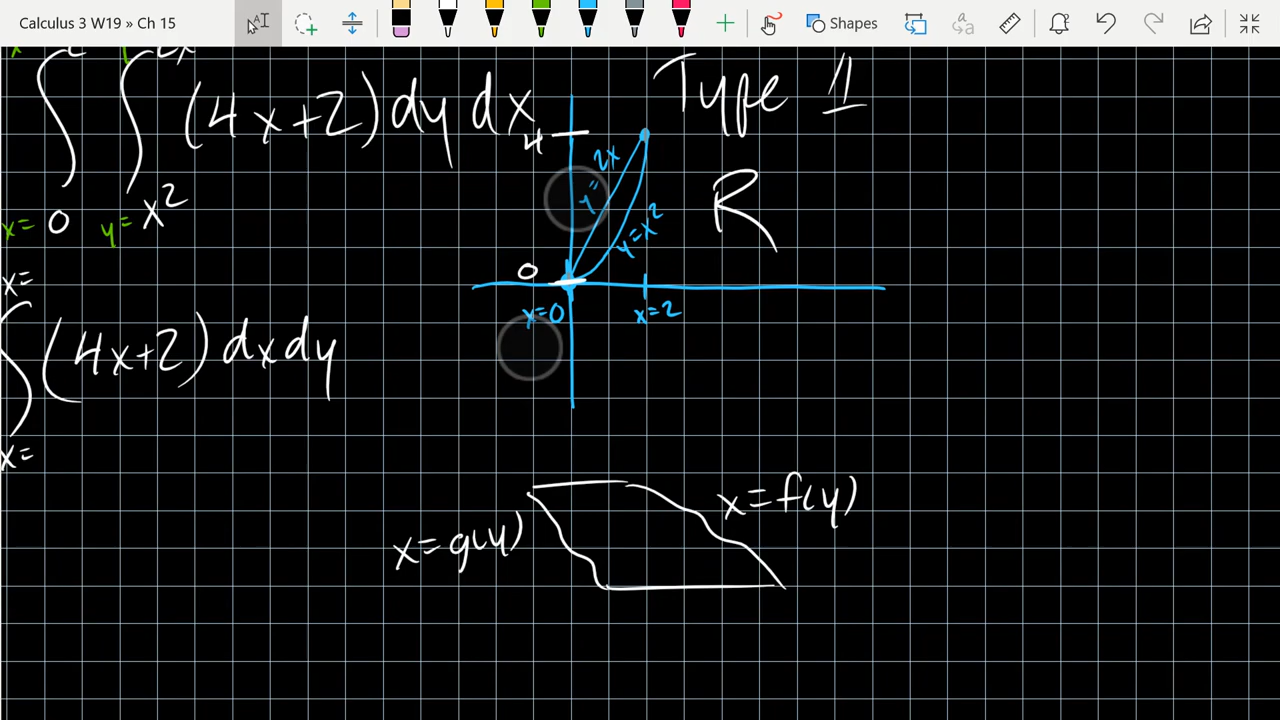 Calculus 3 W19 » Ch 15
Shapes
(4x+2) dy dx
Type 1
x= 0 y= x²
4
y=2x
y=x²
R
0
x=0
x=2
x=
(4x+2) dx dy
x=
x=g(y)
x=f(y)